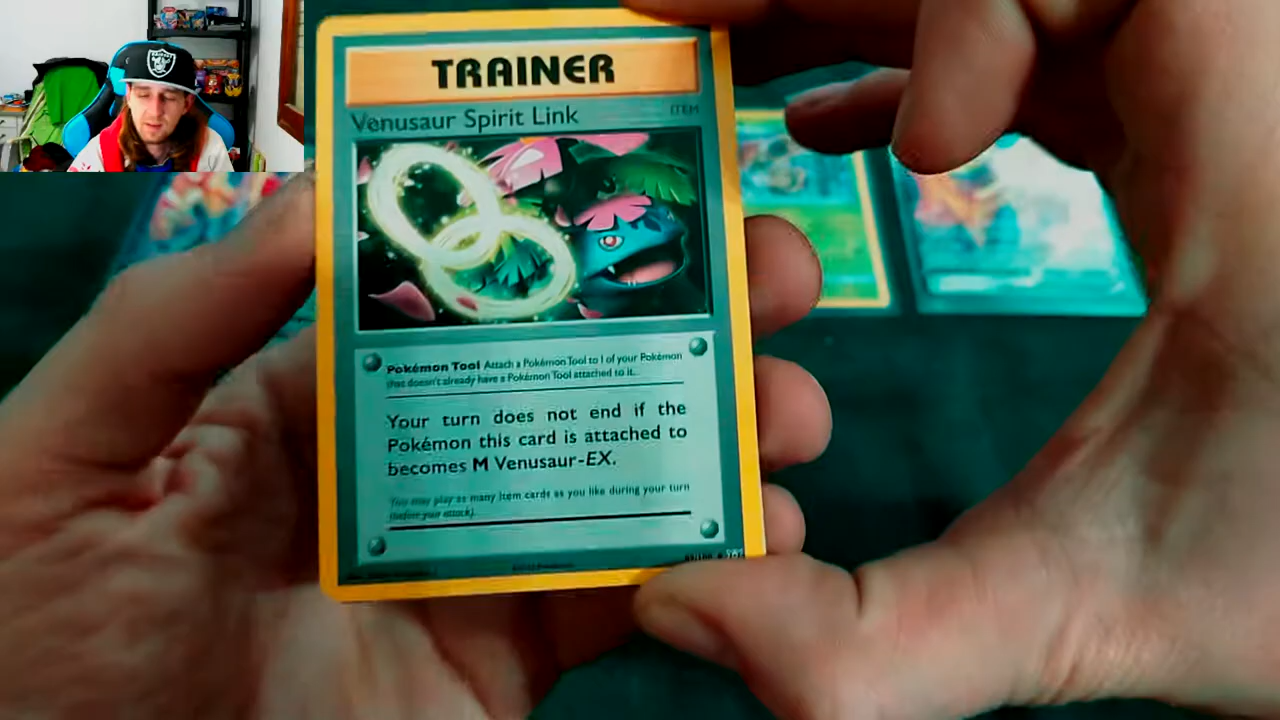 TRAINER
Venusaur Spirit Link
ITEM
Pokémon Tool Attach a Pokémon Tool to 1 of your Pokémon
that doesn't already have a Pokémon Tool attached to it.
Your turn does not end if the
Pokémon this card is attached to
becomes M Venusaur-EX.
You may play as many Item cards as you like during your turn
(before your attack).